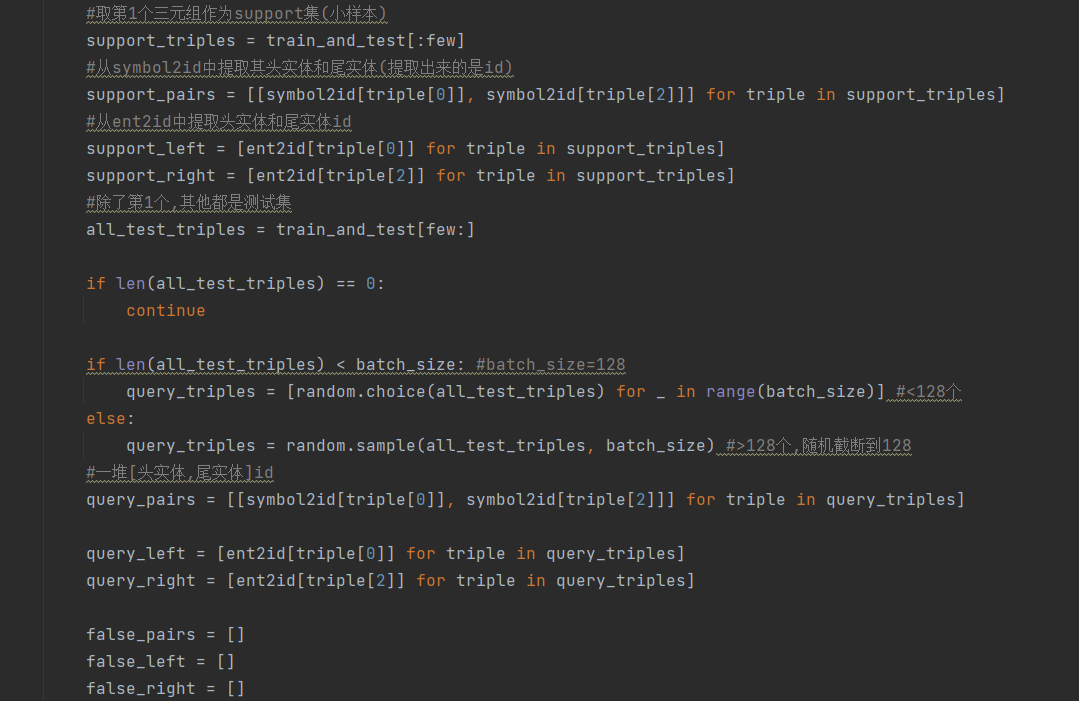 #取第1个三元组作为support集(小样本)
support_triples = train_and_test[:few]
#从symbol2id中提取其头实体和尾实体(提取出来的是id)
support_pairs = [[symbol2id[triple[0]], symbol2id[triple[2]]] for triple in support_triples]
#从ent2id中提取头实体和尾实体id
support_left = [ent2id[triple[0]] for triple in support_triples]
support_right = [ent2id[triple[2]] for triple in support_triples]
#除了第1个,其他都是测试集
all_test_triples = train_and_test[few:]
if len(all_test_triples) == 0:
continue
if len(all_test_triples) < batch_size: #batch_size=128
query_triples = [random.choice(all_test_triples) for _ in range(batch_size)] #<128个
else:
query_triples = random.sample(all_test_triples, batch_size) #>128个,随机截断到128
#一堆[头实体,尾实体]id
query_pairs = [[symbol2id[triple[0]], symbol2id[triple[2]]] for triple in query_triples]
query_left = [ent2id[triple[0]] for triple in query_triples]
query_right = [ent2id[triple[2]] for triple in query_triples]
false_pairs = []
false_left = []
false_right = []